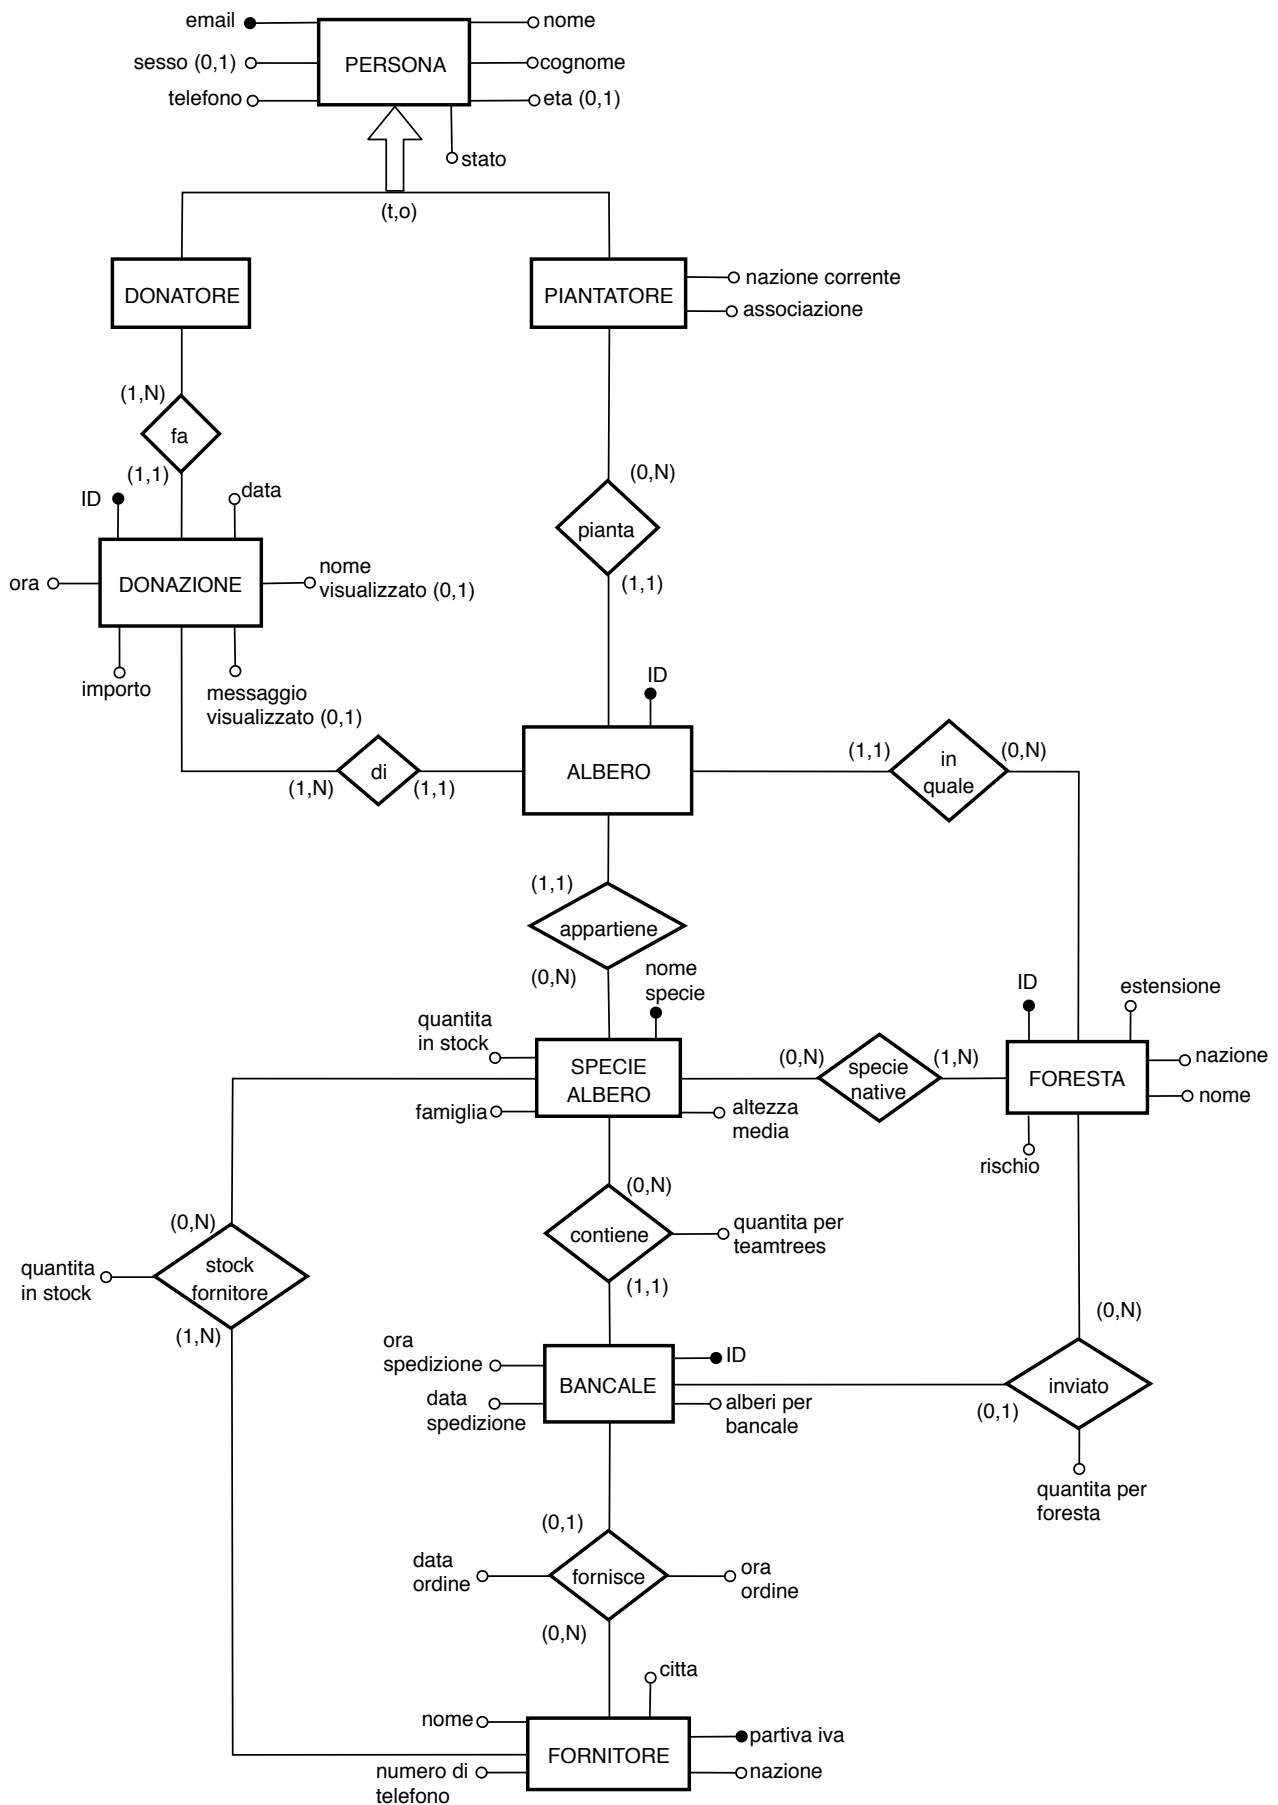 email
nome
sesso (0,1)
PERSONA
cognome
telefono
eta (0,1)
stato
(t,o)
DONATORE
PIANTATORE
nazione corrente
associazione
(1,N)
fa
(1,1)
(0,N)
pianta
(1,1)
ID
data
ora
DONAZIONE
nome
visualizzato (0,1)
importo
messaggio
visualizzato (0,1)
ID
(1,N)
di
(1,1)
ALBERO
(1,1)
in
quale
(0,N)
(1,1)
appartiene
(0,N)
nome
specie
quantita
in stock
SPECIE
ALBERO
famiglia
altezza
media
(0,N)
specie
native
(1,N)
ID
estensione
FORESTA
nazione
nome
rischio
(0,N)
stock
fornitore
quantita
in stock
(1,N)
(0,N)
contiene
quantita per
teamtrees
(1,1)
ora
spedizione
ID
BANCALE
data
spedizione
alberi per
bancale
(0,N)
inviato
(0,1)
quantita per
foresta
(0,1)
data
ordine
fornisce
ora
ordine
(0,N)
citta
nome
partiva iva
FORNITORE
numero di
telefono
nazione